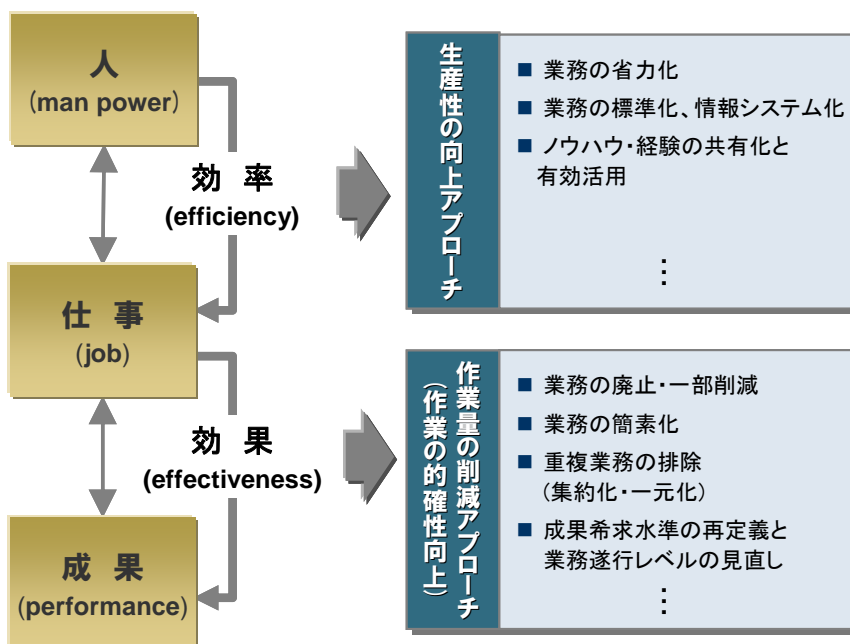 人
(man power)
効 率
(efficiency)
仕 事
(job)
効 果
(effectiveness)
成 果
(performance)
生産性の向上アプローチ
■ 業務の省力化
■ 業務の標準化、情報システム化
■ ノウハウ・経験の共有化と
有効活用
⋮
作業量の削減アプローチ
(作業の的確性向上)
■ 業務の廃止・一部削減
■ 業務の簡素化
■ 重複業務の排除
(集約化・一元化)
■ 成果希求水準の再定義と
業務遂行レベルの見直し
⋮